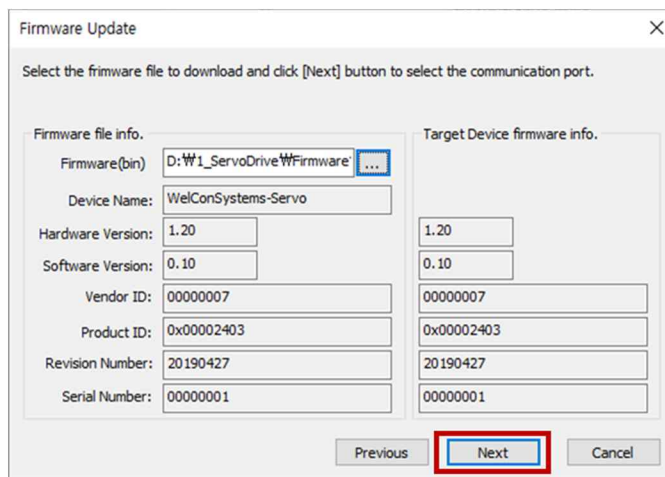 Firmware Update
Select the frimware file to download and click [Next] button to select the communication port.
Firmware file info.
Target Device firmware info.
Firmware(bin) D:₩1_ServoDrive₩Firmware ...
Device Name: WelConSystems-Servo
Hardware Version: 1.20 1.20
Software Version: 0.10 0.10
Vendor ID: 00000007 00000007
Product ID: 0x00002403 0x00002403
Revision Number: 20190427 20190427
Serial Number: 00000001 00000001
Previous Next Cancel